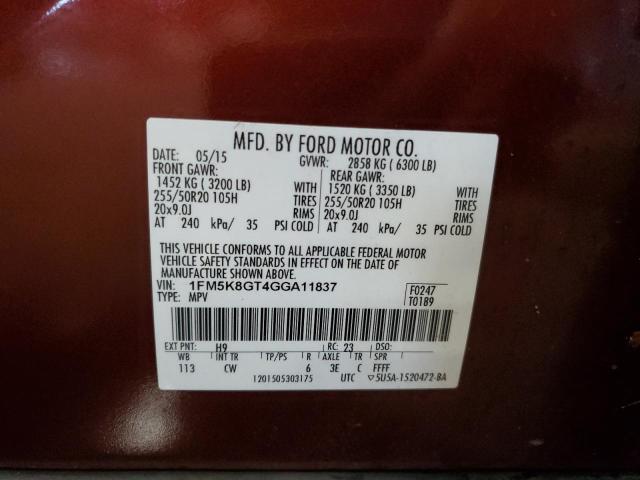 MFD. BY FORD MOTOR CO.
DATE: 05/15 GVWR: 2858 KG ( 6300 LB)
FRONT GAWR: REAR GAWR:
1452 KG ( 3200 LB) WITH 1520 KG ( 3350 LB) WITH
255/50R20 105H TIRES 255/50R20 105H TIRES
20x9.0J RIMS 20x9.0J RIMS
AT 240 kPa/ 35 PSI COLD AT 240 kPa/ 35 PSI COLD
THIS VEHICLE CONFORMS TO ALL APPLICABLE FEDERAL MOTOR
VEHICLE SAFETY STANDARDS IN EFFECT ON THE DATE OF
MANUFACTURE SHOWN ABOVE.
VIN: 1FM5K8GT4GGA11837 F0247
TYPE: MPV T0189
EXT PNT: H9 RC: 23 DSO:
WB INT TR TP/PS R AXLE TR SPR
113 CW 6 3E C FFFF
1201505303175 UTC ▽5USA-1520472-BA